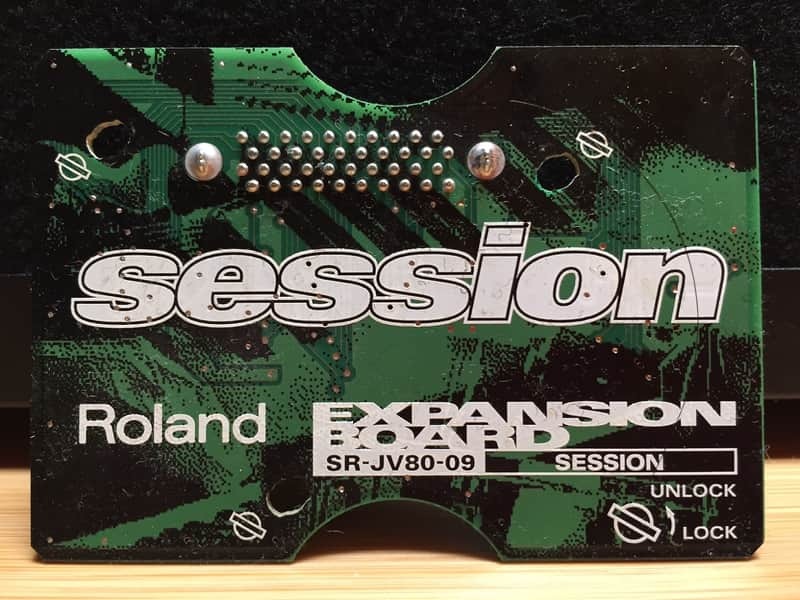 session
Roland
EXPANSION
BOARD
SR-JV80-09 SESSION
UNLOCK
LOCK